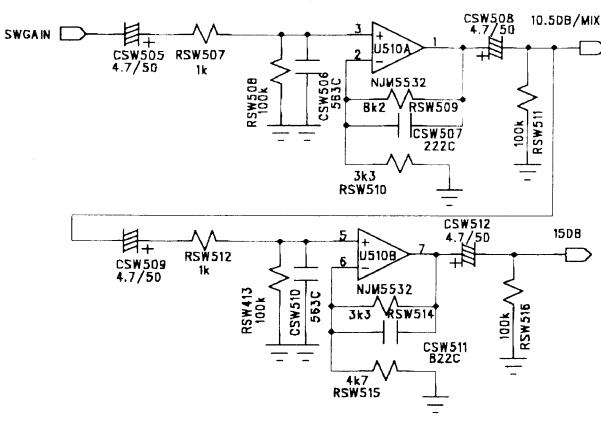 SWGAIN
CSW505
4.7/50
RSW507
1k
RSW508
100k
CSW506
563C
3
2
1
U510A
NJM5532
8k2
RSW509
CSW507
222C
3k3
RSW510
CSW508
4.7/50
10.5DB/MIX
100k
RSW511
CSW509
4.7/50
RSW512
1k
RSW413
100k
CSW510
563C
5
6
7
U510B
NJM5532
3k3
RSW514
CSW511
822C
4k7
RSW515
CSW512
4.7/50
15DB
100k
RSW516